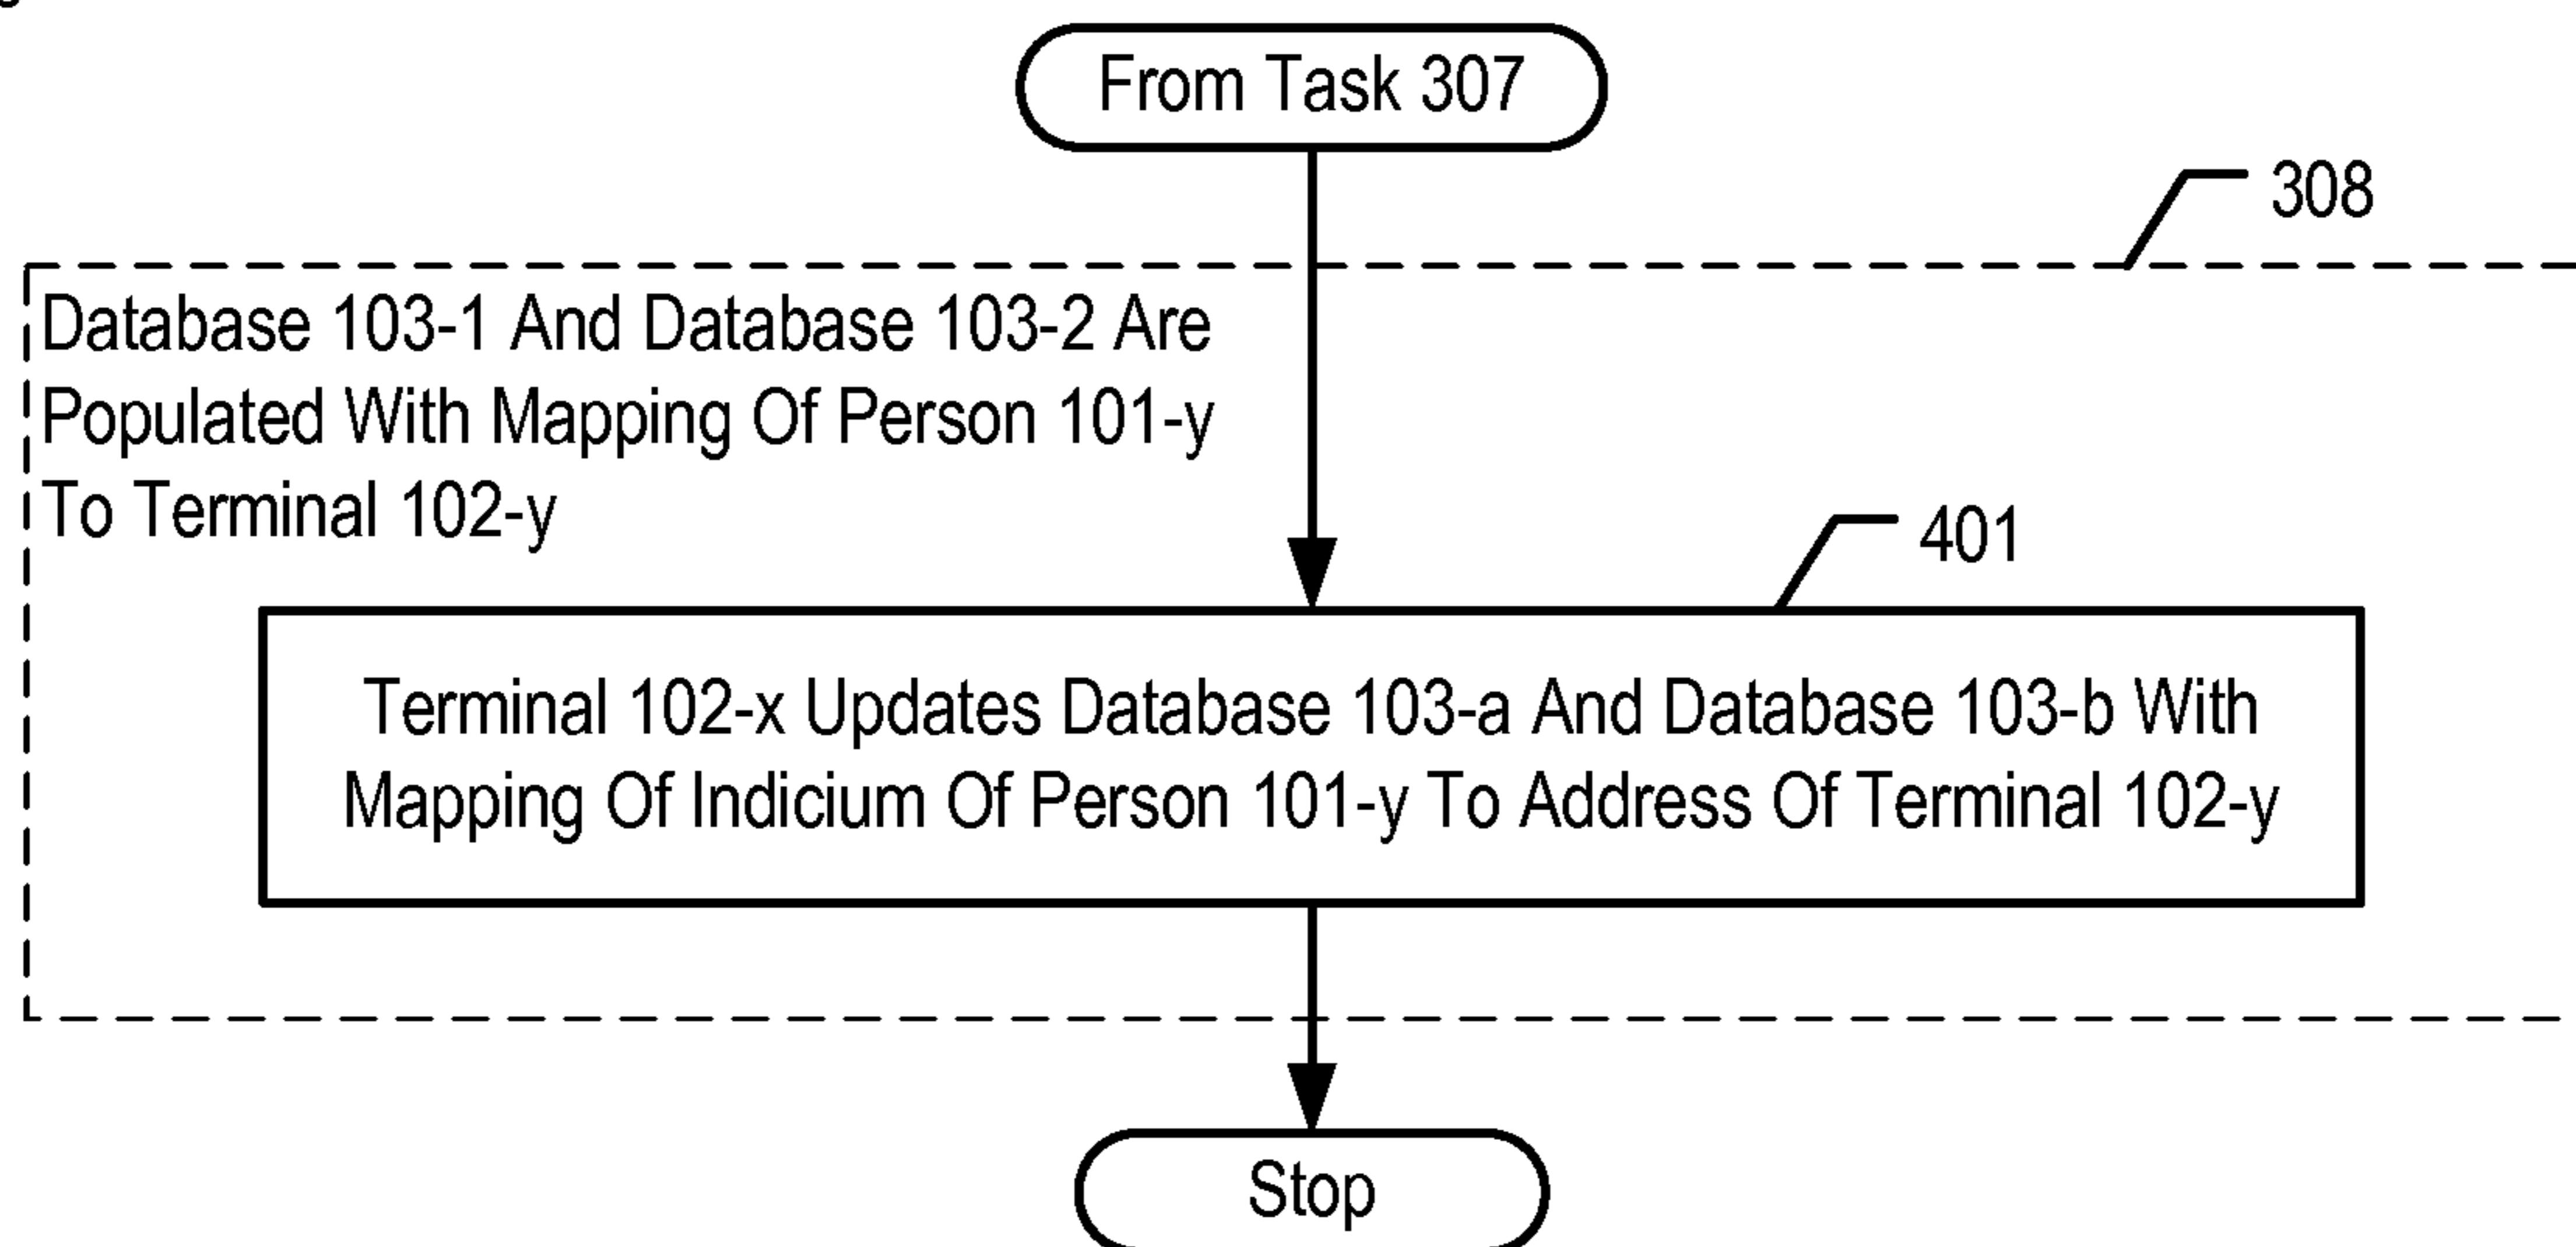 From Task 307
308
Database 103-1 And Database 103-2 Are
Populated With Mapping Of Person 101-y
To Terminal 102-y
401
Terminal 102-x Updates Database 103-a And Database 103-b With
Mapping Of Indicium Of Person 101-y To Address Of Terminal 102-y
Stop